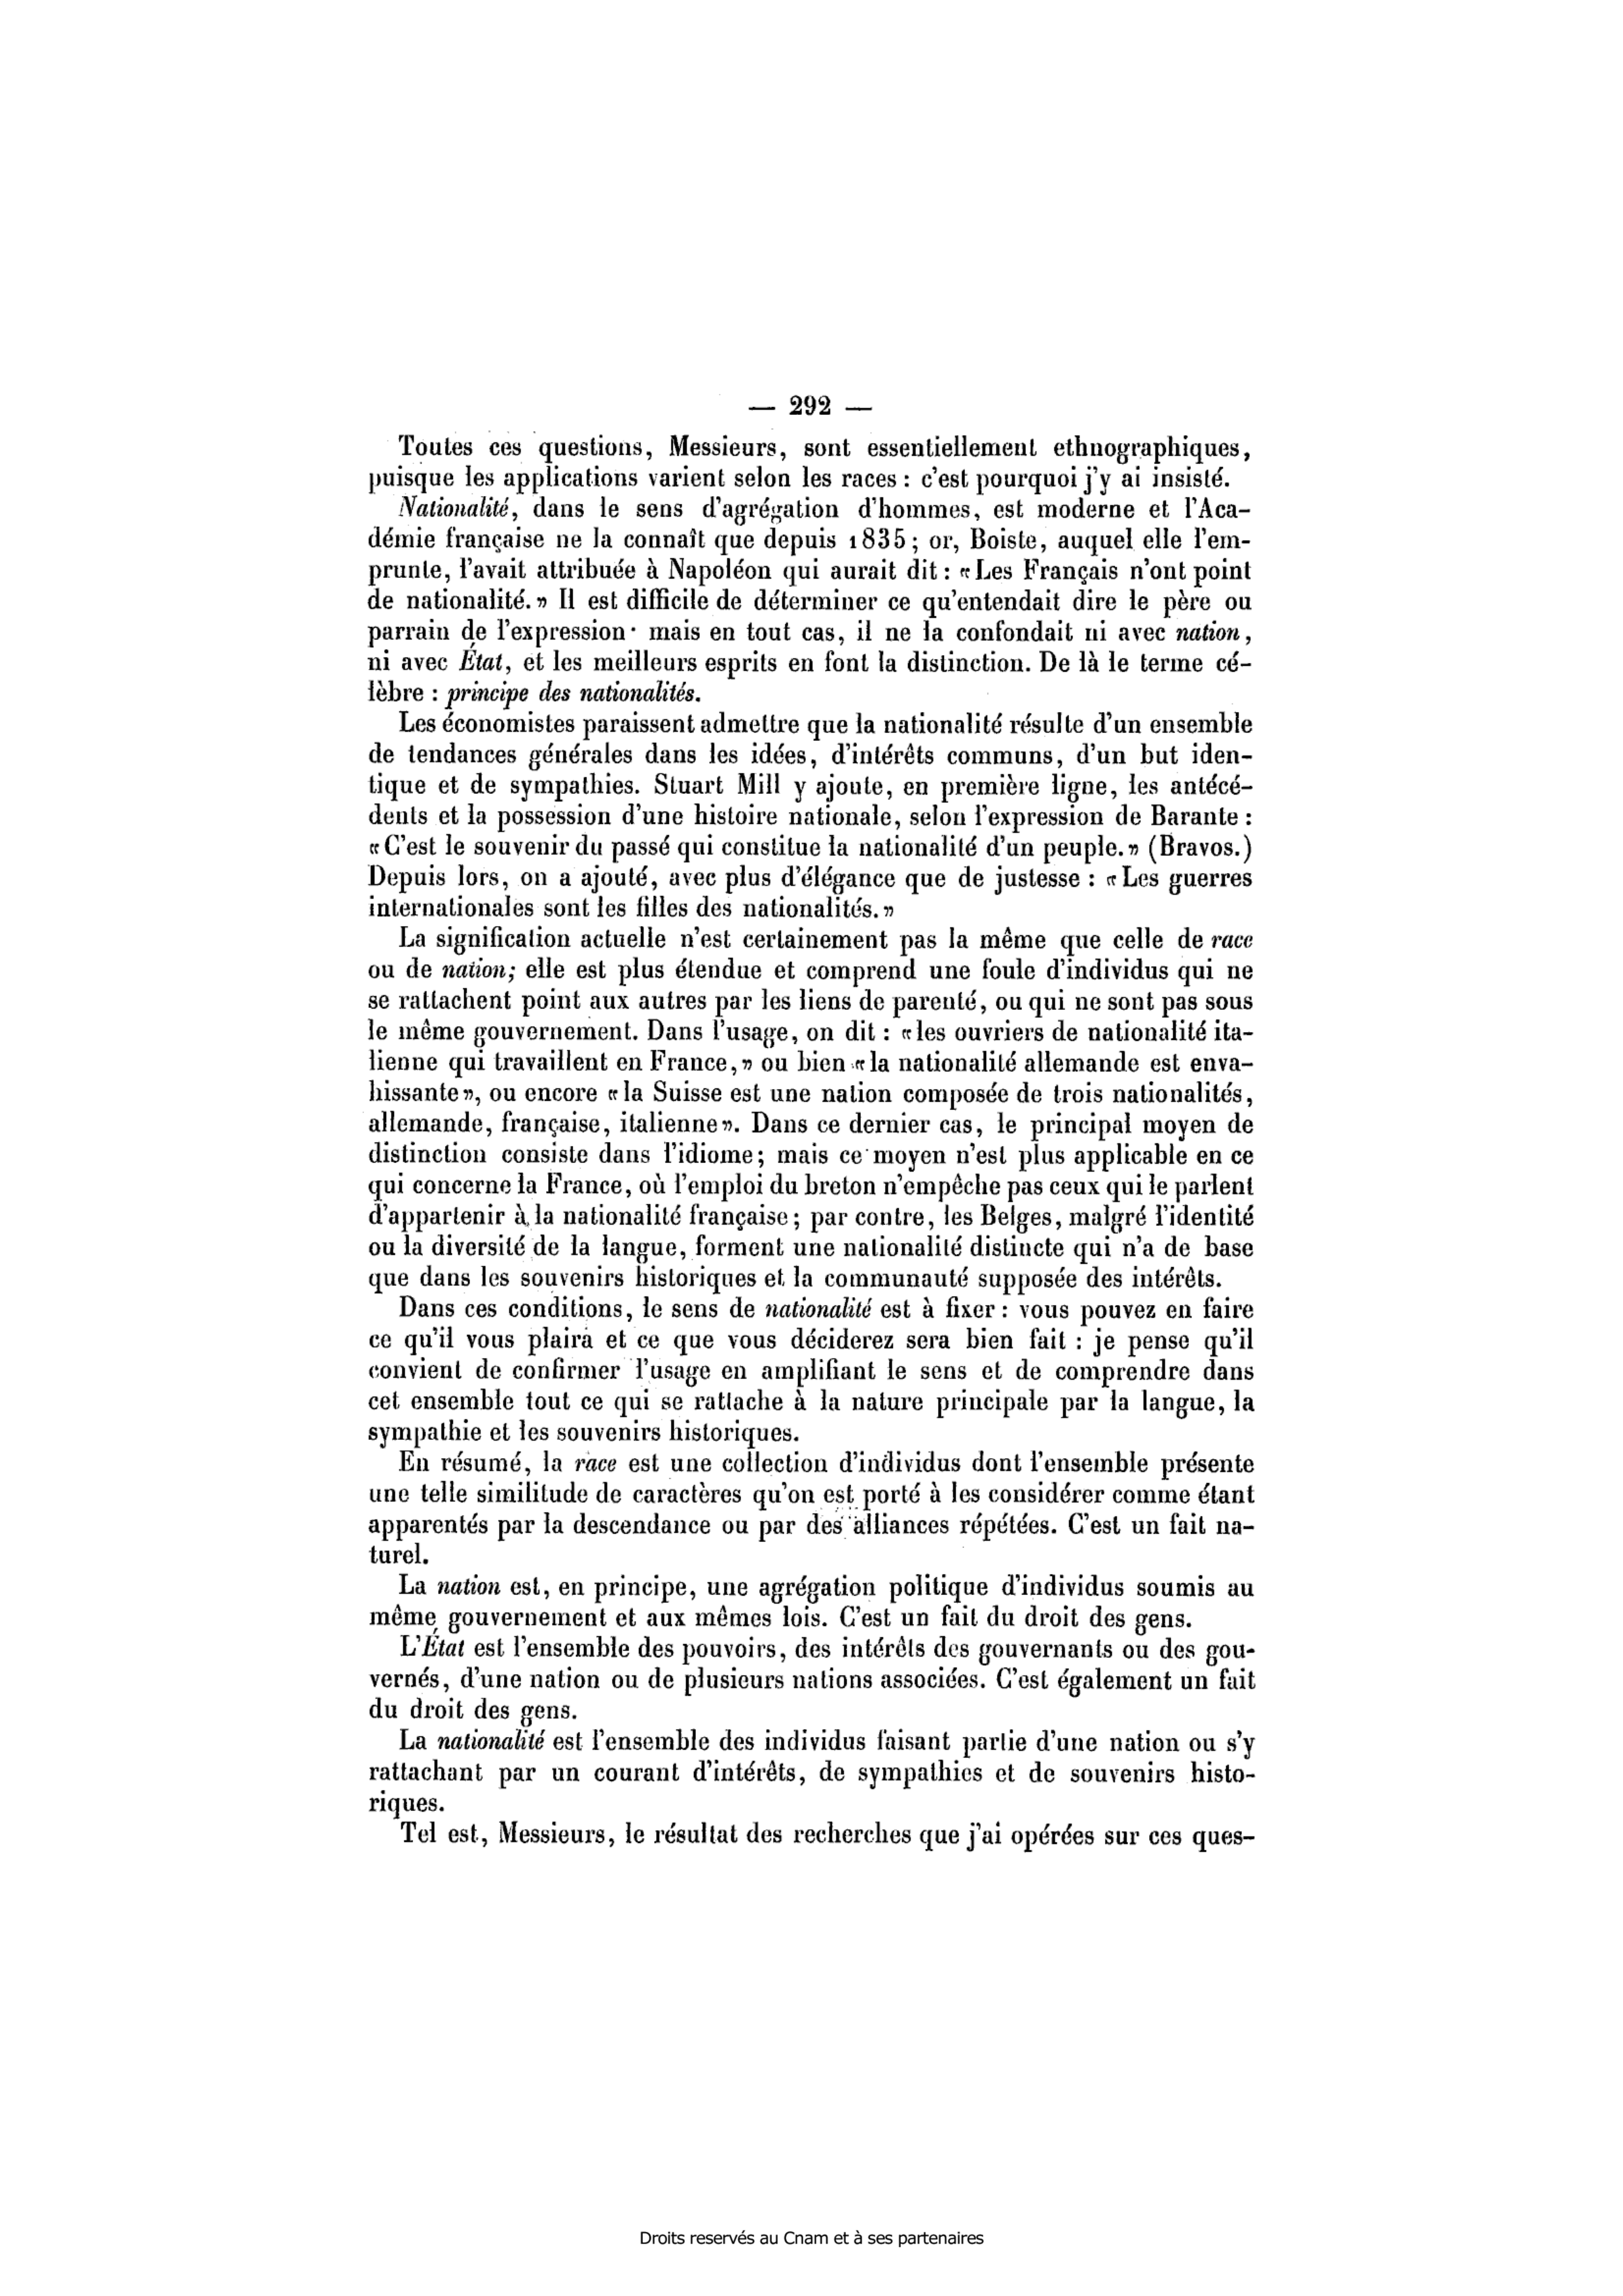 — 292 —
Toutes ces questions, Messieurs, sont essentiellement ethnographiques,
puisque les applications varient selon les races : c'est pourquoi j'y ai insisté.
Nationalité, dans le sens d'agrégation d'hommes, est moderne et l'Aca-
démie française ne la connaît que depuis 1835; or, Boiste, auquel elle l'em-
prunte, l'avait attribuée à Napoléon qui aurait dit : «Les Français n'ont point
de nationalité.» Il est difficile de déterminer ce qu'entendait dire le père ou
parrain de l'expression· mais en tout cas, il ne la confondait ni avec nation,
ni avec État, et les meilleurs esprits en font la distinction. De là le terme cé-
lèbre : principe des nationalités.
Les économistes paraissent admettre que la nationalité résulte d'un ensemble
de tendances générales dans les idées, d'intérêts communs, d'un but iden-
tique et de sympathies. Stuart Mill y ajoute, en première ligne, les antécé-
dents et la possession d'une histoire nationale, selon l'expression de Barante :
«C'est le souvenir du passé qui constitue la nationalité d'un peuple.» (Bravos.)
Depuis lors, on a ajouté, avec plus d'élégance que de justesse : «Les guerres
internationales sont les filles des nationalités.»
La signification actuelle n'est certainement pas la même que celle de race
ou de nation; elle est plus étendue et comprend une foule d'individus qui ne
se rattachent point aux autres par les liens de parenté, ou qui ne sont pas sous
le même gouvernement. Dans l'usage, on dit : «les ouvriers de nationalité ita-
lienne qui travaillent en France,» ou bien «la nationalité allemande est enva-
hissante», ou encore «la Suisse est une nation composée de trois nationalités,
allemande, française, italienne». Dans ce dernier cas, le principal moyen de
distinction consiste dans l'idiome; mais ce moyen n'est plus applicable en ce
qui concerne la France, où l'emploi du breton n'empêche pas ceux qui le parlent
d'appartenir à la nationalité française; par contre, les Belges, malgré l'identité
ou la diversité de la langue, forment une nationalité distincte qui n'a de base
que dans les souvenirs historiques et la communauté supposée des intérêts.
Dans ces conditions, le sens de nationalité est à fixer : vous pouvez en faire
ce qu'il vous plaira et ce que vous déciderez sera bien fait : je pense qu'il
convient de confirmer l'usage en amplifiant le sens et de comprendre dans
cet ensemble tout ce qui se rattache à la nature principale par la langue, la
sympathie et les souvenirs historiques.
En résumé, la race est une collection d'individus dont l'ensemble présente
une telle similitude de caractères qu'on est porté à les considérer comme étant
apparentés par la descendance ou par des alliances répétées. C'est un fait na-
turel.
La nation est, en principe, une agrégation politique d'individus soumis au
même gouvernement et aux mêmes lois. C'est un fait du droit des gens.
L'État est l'ensemble des pouvoirs, des intérêts des gouvernants ou des gou-
vernés, d'une nation ou de plusieurs nations associées. C'est également un fait
du droit des gens.
La nationalité est l'ensemble des individus faisant partie d'une nation ou s'y
rattachant par un courant d'intérêts, de sympathies et de souvenirs histo-
riques.
Tel est, Messieurs, le résultat des recherches que j'ai opérées sur ces ques-
Droits reservés au Cnam et à ses partenaires